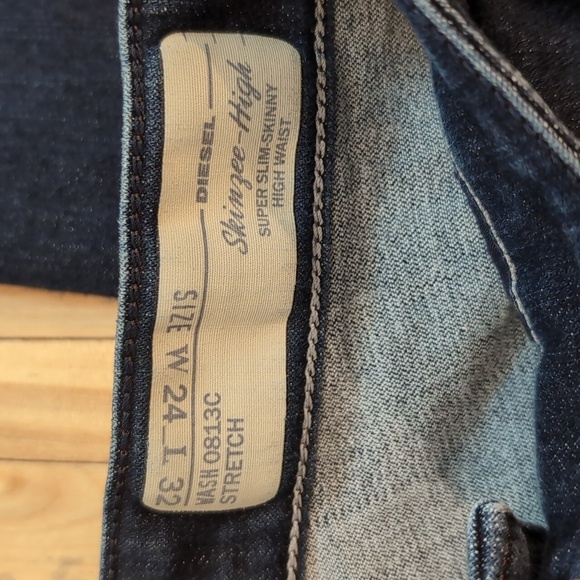 DIESEL
Skinzee-High
SUPER SLIM-SKINNY
HIGH WAIST
SIZE W 24 I 32
WASH 0813C
STRETCH